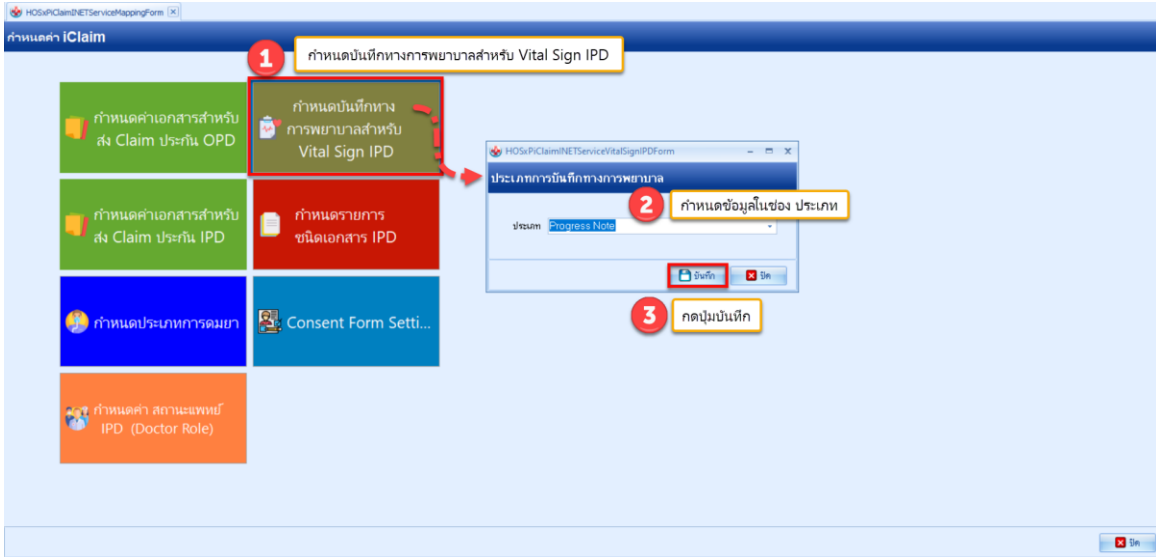 HOSxPiClaimINETServiceMappingForm
กำหนดค่า iClaim
1
กำหนดบันทึกทางการพยาบาลสำหรับ Vital Sign IPD
กำหนดค่าเอกสารสำหรับ
ส่ง Claim ประกัน OPD
กำหนดบันทึกทาง
การพยาบาลสำหรับ
Vital Sign IPD
HOSxPiClaimINETServiceVitalSignIPDForm
ประเภทการบันทึกทางการพยาบาล
2
กำหนดข้อมูลในช่อง ประเภท
ประเภท Progress Note
บันทึก
ปิด
3
กดปุ่มบันทึก
กำหนดค่าเอกสารสำหรับ
ส่ง Claim ประกัน IPD
กำหนดรายการ
ชนิดเอกสาร IPD
กำหนดประเภทการดมยา
Consent Form Setti...
กำหนดค่า สถานะแพทย์
IPD (Doctor Role)
ปิด